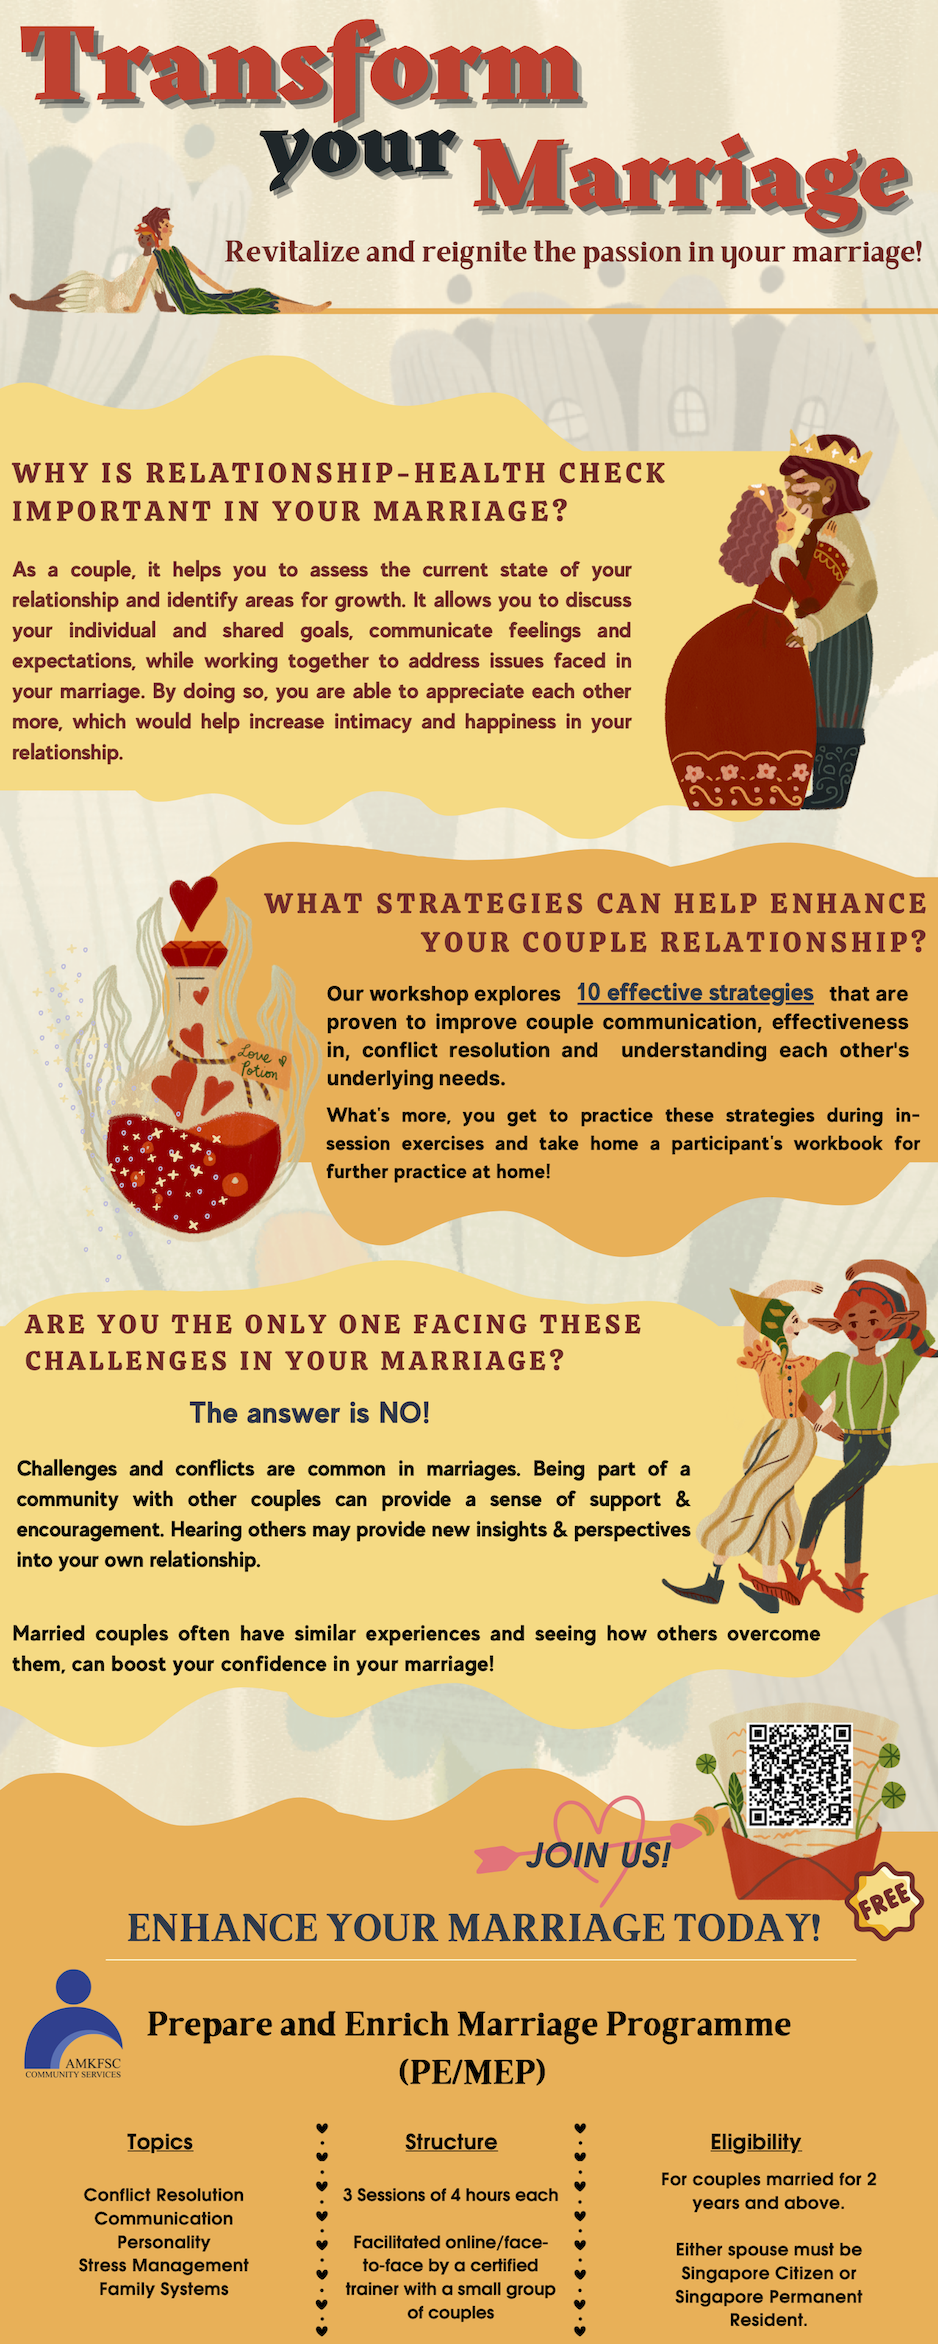 Transform
your
Marriage
Revitalize and reignite the passion in your marriage!
WHY IS RELATIONSHIP-HEALTH CHECK
IMPORTANT IN YOUR MARRIAGE?
As a couple, it helps you to assess the current state of your
relationship and identify areas for growth. It allows you to discuss
your individual and shared goals, communicate feelings and
expectations, while working together to address issues faced in
your marriage. By doing so, you are able to appreciate each other
more, which would help increase intimacy and happiness in your
relationship.
WHAT STRATEGIES CAN HELP ENHANCE
YOUR COUPLE RELATIONSHIP?
Love
Potion
Our workshop explores 10 effective strategies that are
proven to improve couple communication, effectiveness
in, conflict resolution and understanding each other's
underlying needs.
What's more, you get to practice these strategies during in-
session exercises and take home a participant's workbook for
further practice at home!
ARE YOU THE ONLY ONE FACING THESE
CHALLENGES IN YOUR MARRIAGE?
The answer is NO!
Challenges and conflicts are common in marriages. Being part of a
community with other couples can provide a sense of support &
encouragement. Hearing others may provide new insights & perspectives
into your own relationship.
Married couples often have similar experiences and seeing how others overcome
them, can boost your confidence in your marriage!
JOIN US!
FREE
ENHANCE YOUR MARRIAGE TODAY!
AMKFSC
COMMUNITY SERVICES
Prepare and Enrich Marriage Programme
(PE/MEP)
Topics
Conflict Resolution
Communication
Personality
Stress Management
Family Systems
Structure
3 Sessions of 4 hours each
Facilitated online/face-
to-face by a certified
trainer with a small group
of couples
Eligibility
For couples married for 2
years and above.
Either spouse must be
Singapore Citizen or
Singapore Permanent
Resident.